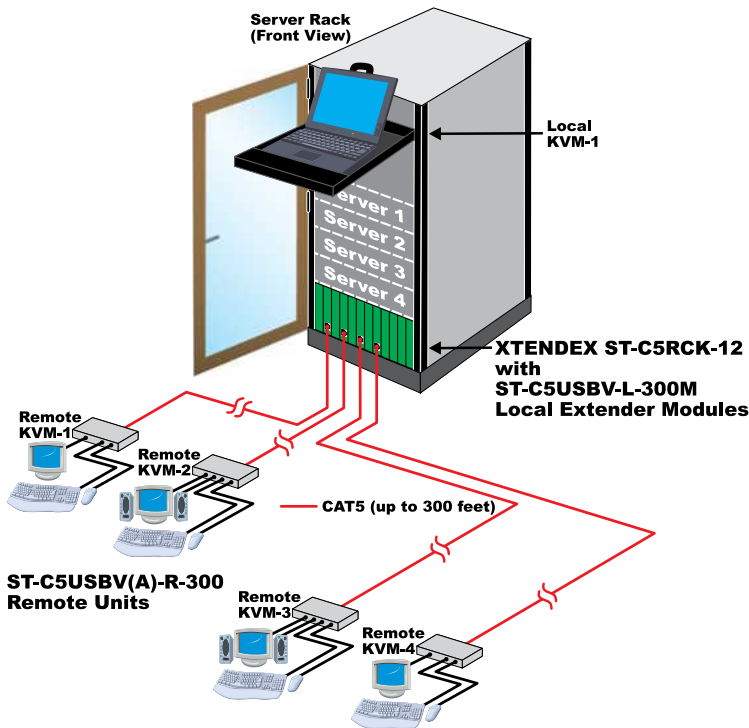 Server Rack
(Front View)
Local
KVM-1
Server 1
Server 2
Server 3
Server 4
XTENDEX ST-C5RCK-12
with
ST-C5USBV-L-300M
Local Extender Modules
Remote
KVM-1
Remote
KVM-2
CAT5 (up to 300 feet)
ST-C5USBV(A)-R-300
Remote Units
Remote
KVM-3
Remote
KVM-4